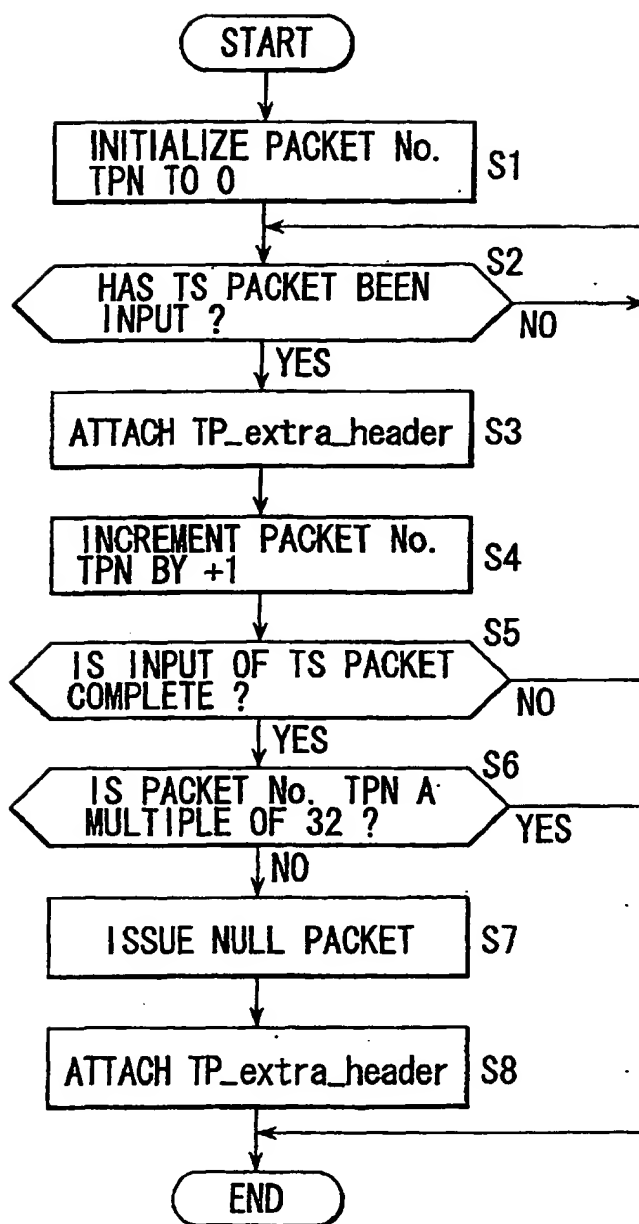 START
INITIALIZE PACKET No.
TPN TO 0
S1
S2
HAS TS PACKET BEEN
INPUT ?
NO
YES
ATTACH TP_extra_header
S3
INCREMENT PACKET No.
TPN BY +1
S4
S5
IS INPUT OF TS PACKET
COMPLETE ?
NO
YES
S6
IS PACKET No. TPN A
MULTIPLE OF 32 ?
YES
NO
ISSUE NULL PACKET
S7
ATTACH TP_extra_header
S8
END